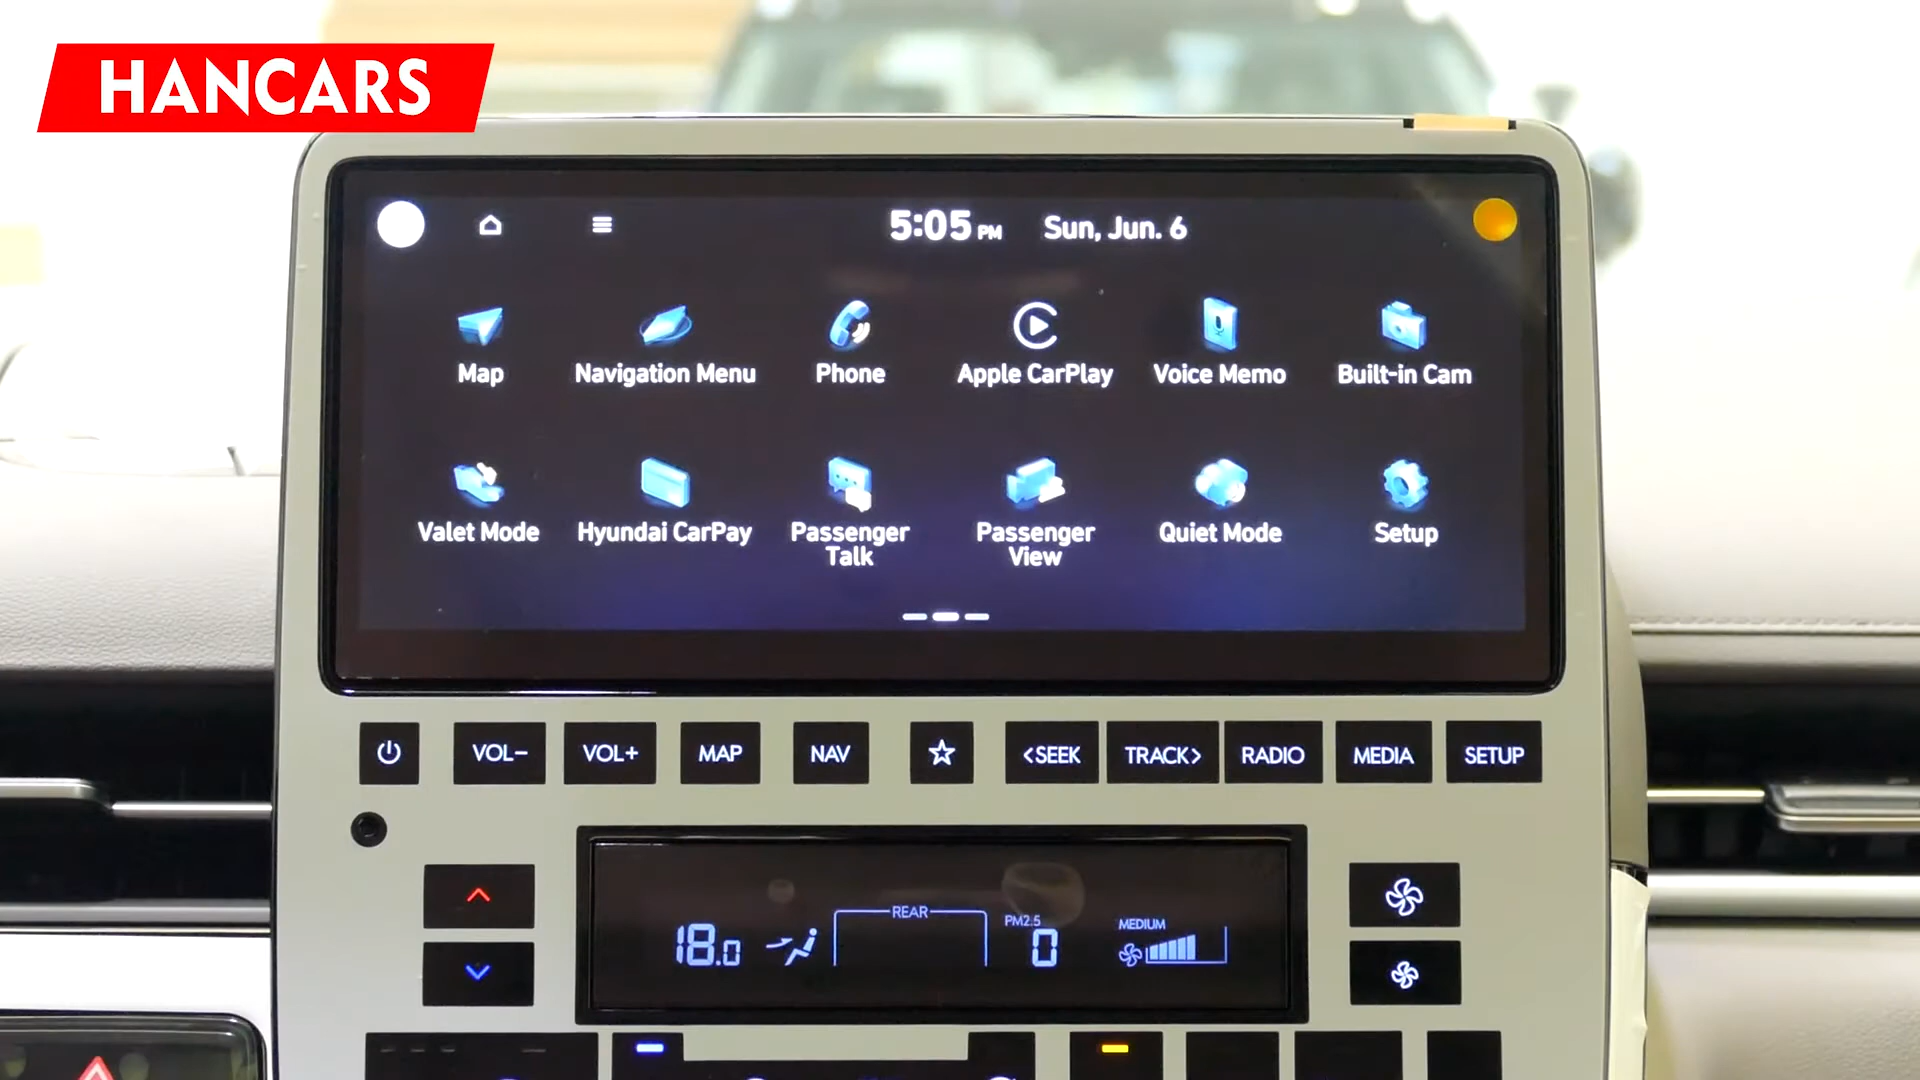 HANCARS
5:05 PM Sun, Jun. 6
Map Navigation Menu Phone Apple CarPlay Voice Memo Built-in Cam
Valet Mode Hyundai CarPay Passenger Talk Passenger View Quiet Mode Setup
VOL- VOL+ MAP NAV <SEEK TRACK> RADIO MEDIA SETUP
REAR
PM2.5
MEDIUM
18.0
0